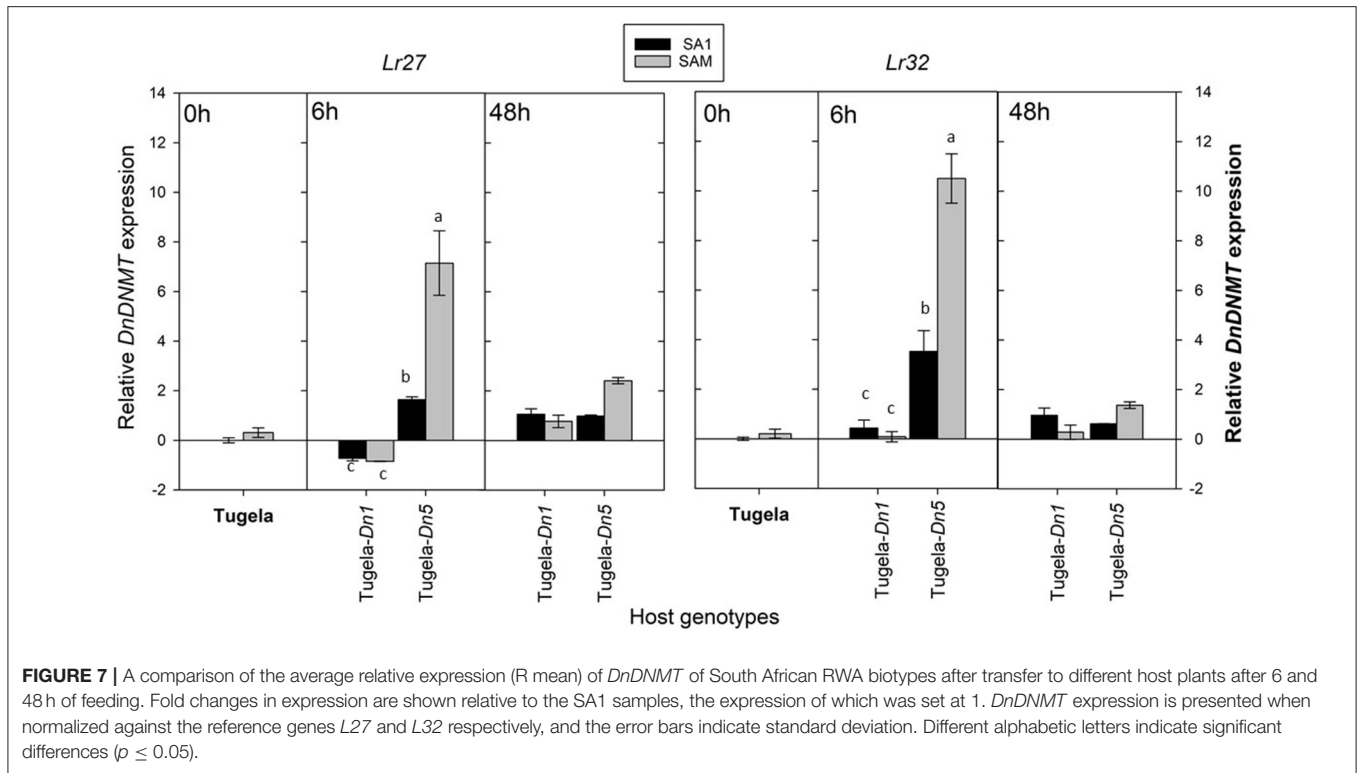 SA1
SAM
Lr27
Lr32
14
12
10
8
6
4
2
0
-2
Relative DnDNMT expression
0h
6h
48h
a
b
c
c
Tugela
Tugela-Dn1
Tugela-Dn5
Tugela-Dn1
Tugela-Dn5
0h
6h
48h
a
b
c
c
Tugela
Tugela-Dn1
Tugela-Dn5
Tugela-Dn1
Tugela-Dn5
14
12
10
8
6
4
2
0
-2
Relative DnDNMT expression
Host genotypes
FIGURE 7 | A comparison of the average relative expression (R mean) of DnDNMT of South African RWA biotypes after transfer to different host plants after 6 and
48 h of feeding. Fold changes in expression are shown relative to the SA1 samples, the expression of which was set at 1. DnDNMT expression is presented when
normalized against the reference genes L27 and L32 respectively, and the error bars indicate standard deviation. Different alphabetic letters indicate significant
differences (p ≤ 0.05).